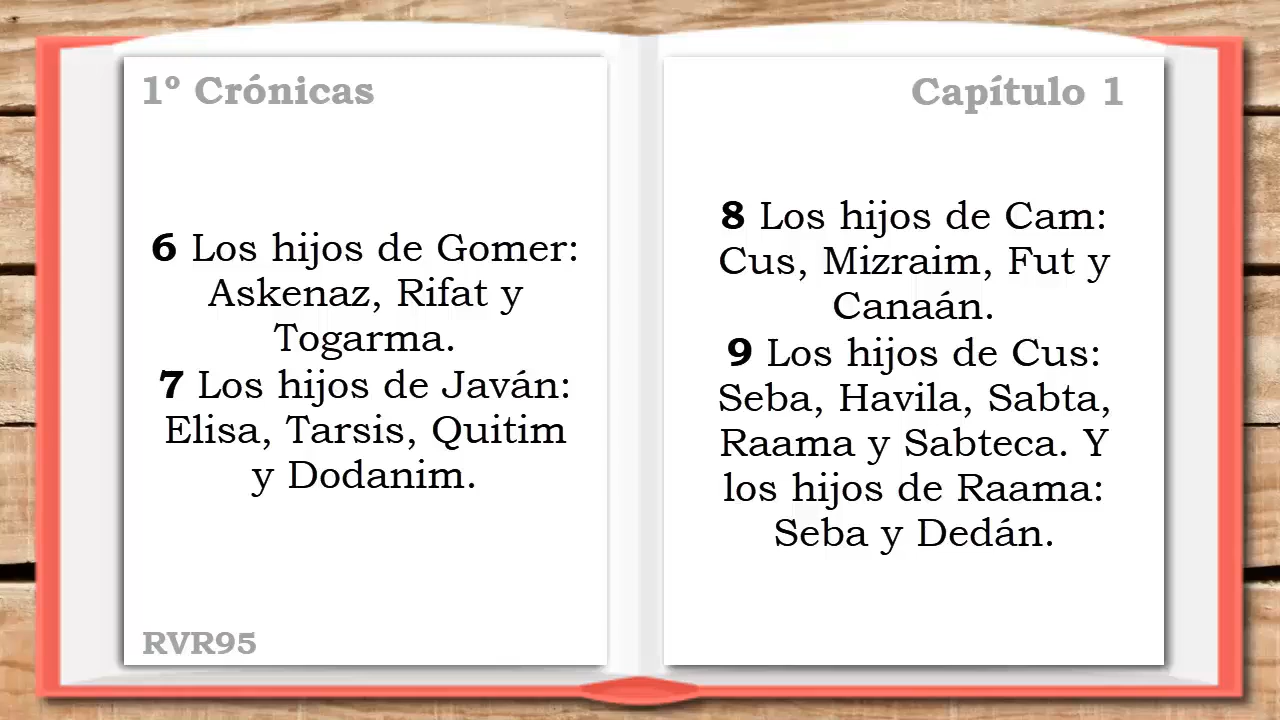 1º Crónicas
6 Los hijos de Gomer:
Askenaz, Rifat y
Togarma.
7 Los hijos de Javán:
Elisa, Tarsis, Quitim
y Dodanim.
RVR95
Capítulo 1
8 Los hijos de Cam:
Cus, Mizraim, Fut y
Canaán.
9 Los hijos de Cus:
Seba, Havila, Sabta,
Raama y Sabteca. Y
los hijos de Raama:
Seba y Dedán.